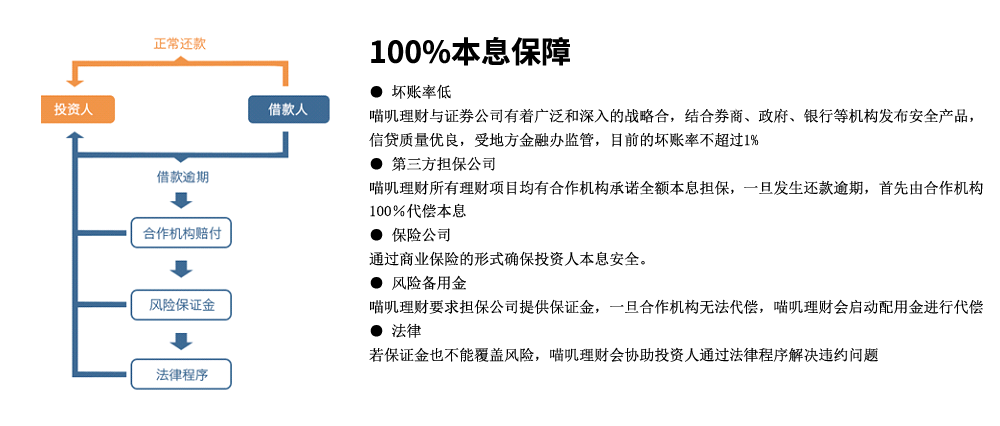 正常还款
投资人
借款人
借款逾期
合作机构赔付
风险保证金
法律程序
100%本息保障
● 坏账率低
喵叽理财与证券公司有着广泛和深入的战略合，结合券商、政府、银行等机构发布安全产品，
信贷质量优良，受地方金融办监管，目前的坏账率不超过1%
● 第三方担保公司
喵叽理财所有理财项目均有合作机构承诺全额本息担保，一旦发生还款逾期，首先由合作机构
100%代偿本息
● 保险公司
通过商业保险的形式确保投资人本息安全。
● 风险备用金
喵叽理财要求担保公司提供保证金，一旦合作机构无法代偿，喵叽理财会启动配用金进行代偿
● 法律
若保证金也不能覆盖风险，喵叽理财会协助投资人通过法律程序解决违约问题